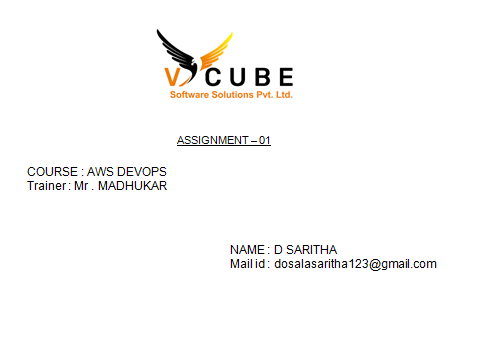 V CUBE
Software Solutions Pvt. Ltd.
ASSIGNMENT – 01
COURSE : AWS DEVOPS
Trainer : Mr . MADHUKAR
NAME : D SARITHA
Mail id : dosalasaritha123@gmail.com